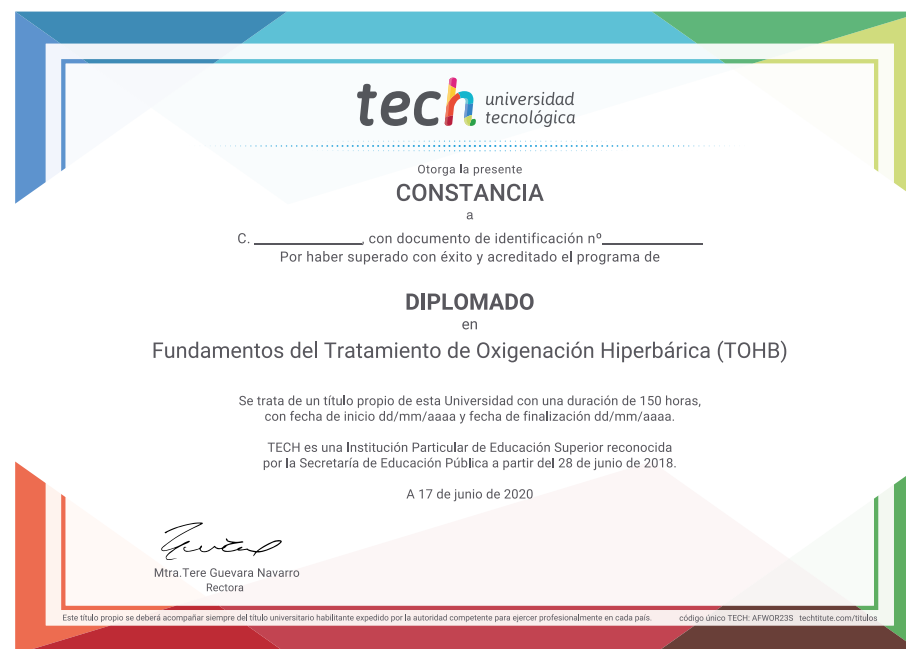 tech universidad
tecnológica
Otorga la presente
CONSTANCIA
a
C. ____________, con documento de identificación nº____________
Por haber superado con éxito y acreditado el programa de
DIPLOMADO
en
Fundamentos del Tratamiento de Oxigenación Hiperbárica (TOHB)
Se trata de un título propio de esta Universidad con una duración de 150 horas,
con fecha de inicio dd/mm/aaaa y fecha de finalización dd/mm/aaaa.
TECH es una Institución Particular de Educación Superior reconocida
por la Secretaría de Educación Pública a partir del 28 de junio de 2018.
A 17 de junio de 2020
Mtra.Tere Guevara Navarro
Rectora
Este título propio se deberá acompañar siempre del título universitario habilitante expedido por la autoridad competente para ejercer profesionalmente en cada país. código único TECH: AFWOR23S techtitute.com/titulos